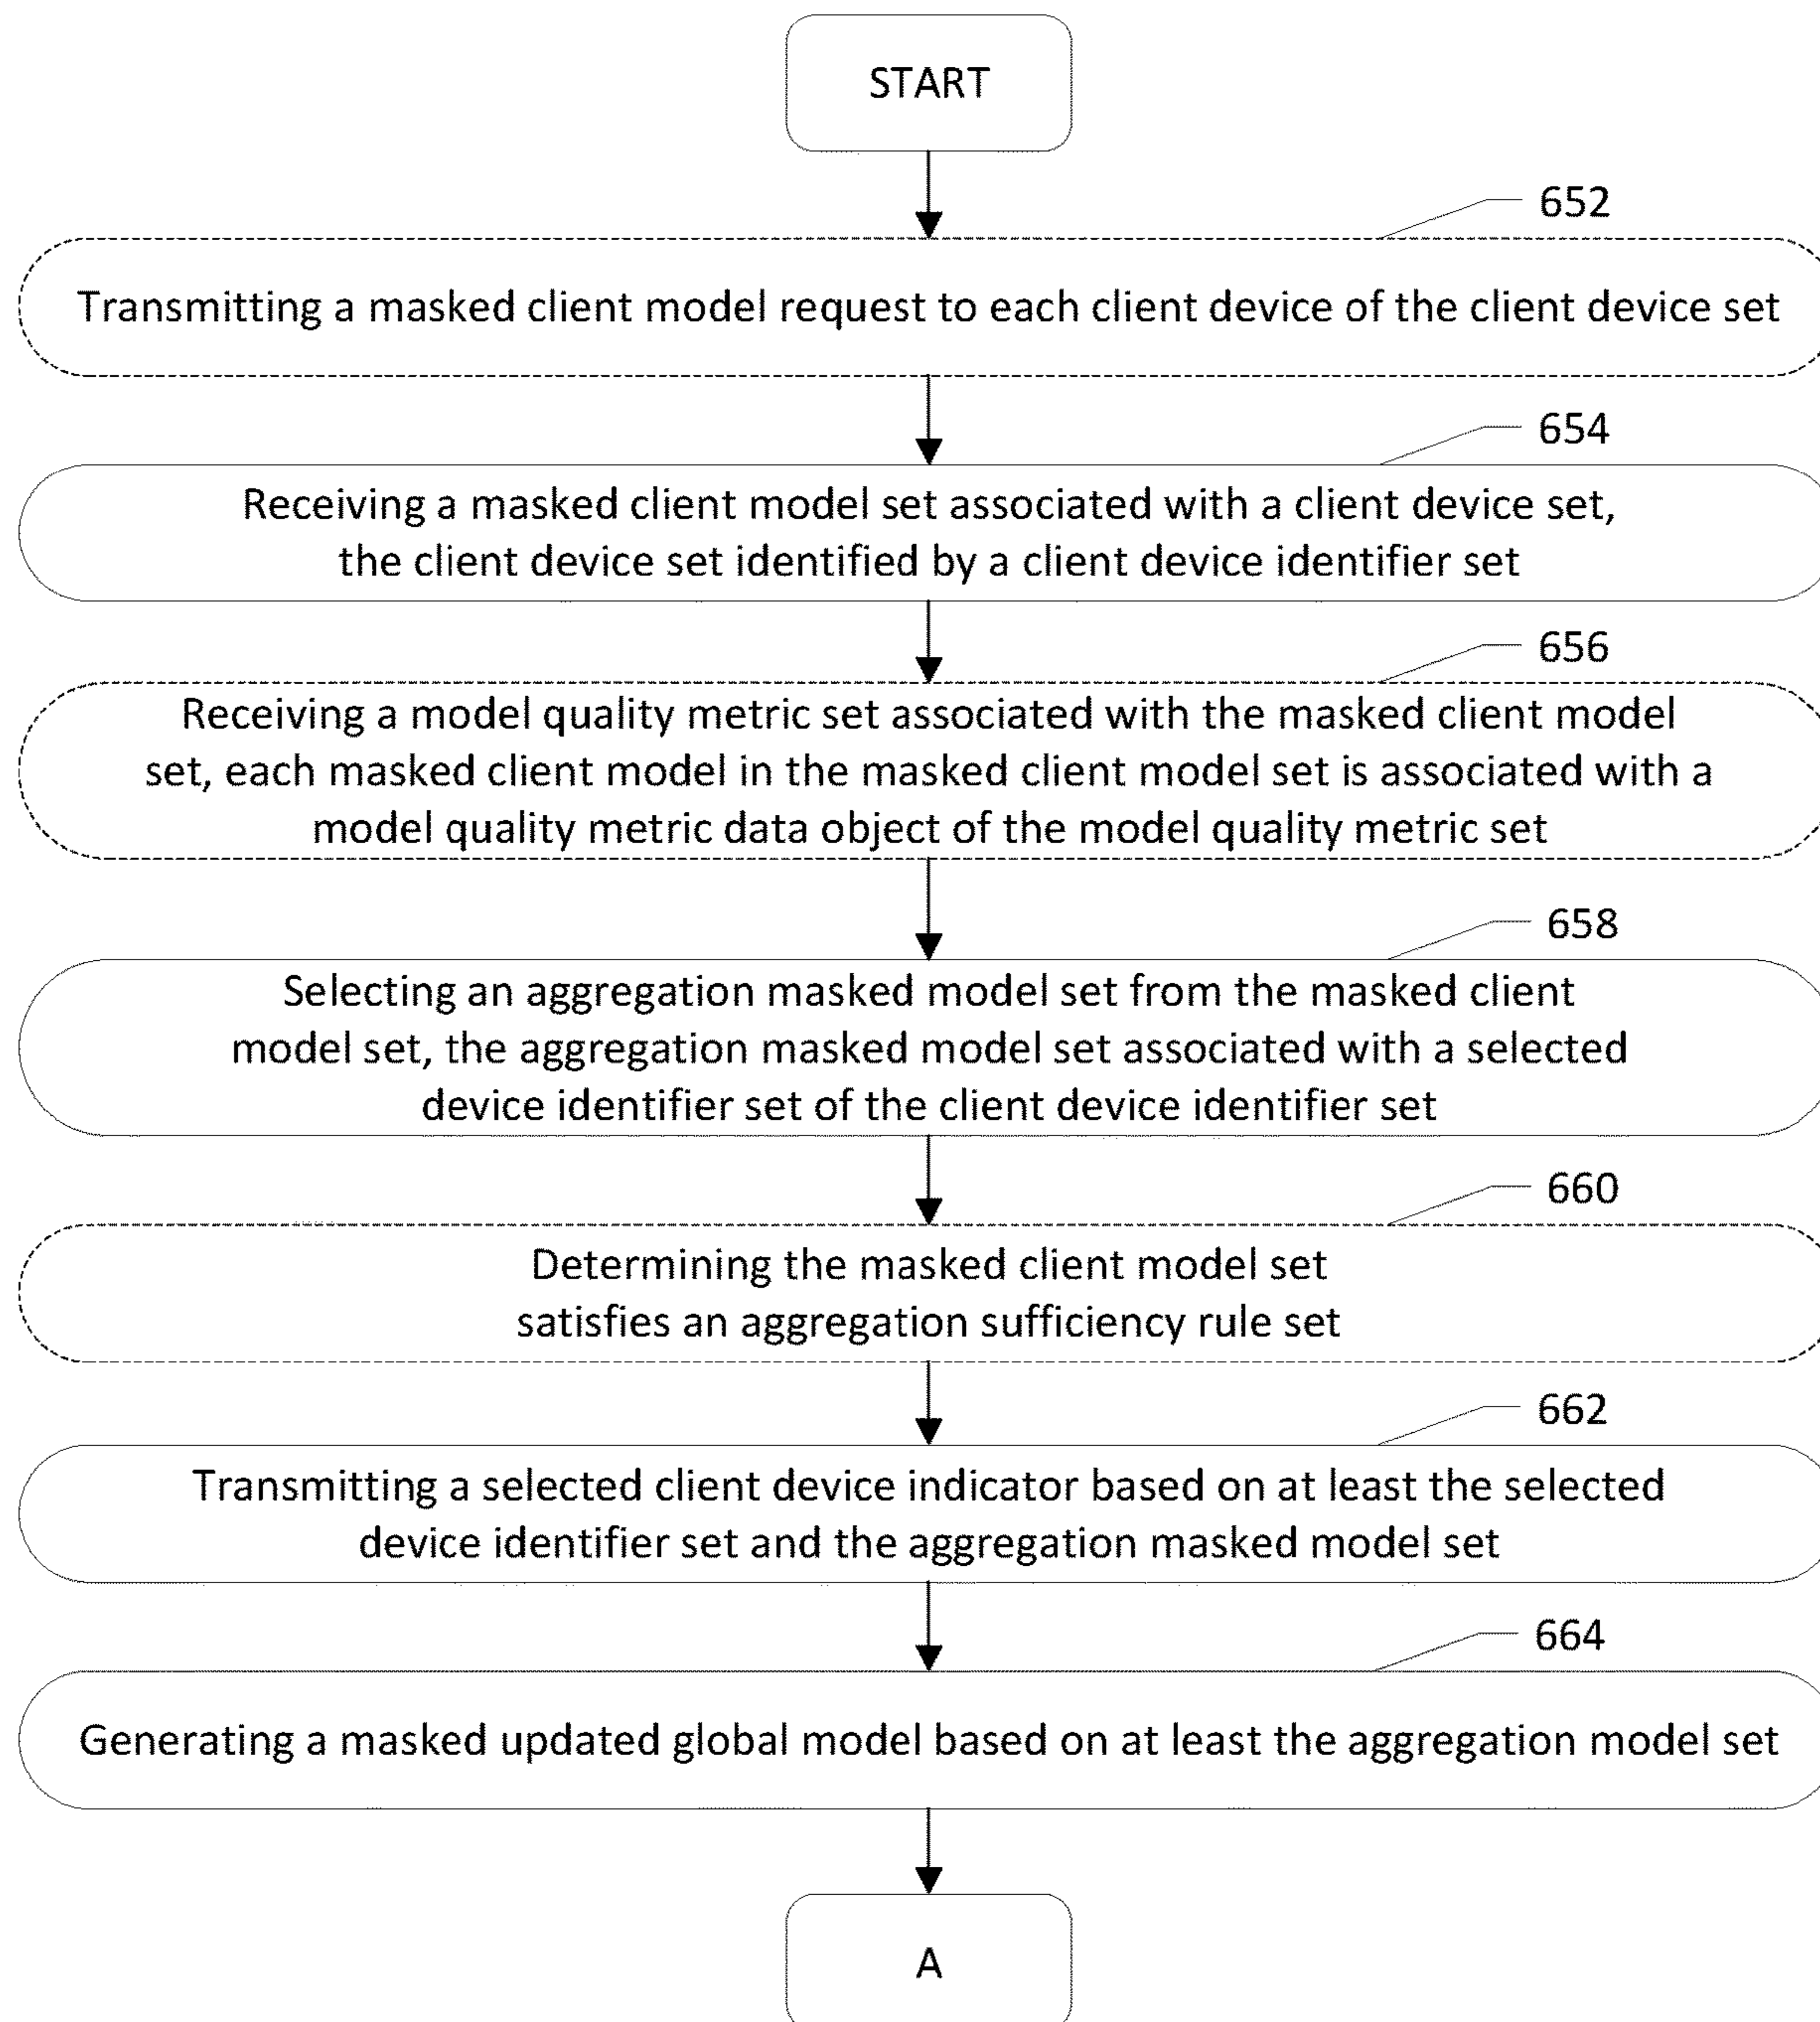 START
652
Transmitting a masked client model request to each client device of the client device set
654
Receiving a masked client model set associated with a client device set,
the client device set identified by a client device identifier set
656
Receiving a model quality metric set associated with the masked client model
set, each masked client model in the masked client model set is associated with a
model quality metric data object of the model quality metric set
658
Selecting an aggregation masked model set from the masked client
model set, the aggregation masked model set associated with a selected
device identifier set of the client device identifier set
660
Determining the masked client model set
satisfies an aggregation sufficiency rule set
662
Transmitting a selected client device indicator based on at least the selected
device identifier set and the aggregation masked model set
664
Generating a masked updated global model based on at least the aggregation model set
A